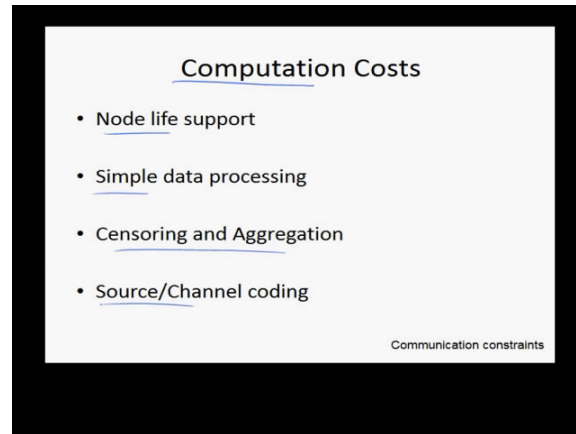 Computation Costs
• Node life support
• Simple data processing
• Censoring and Aggregation
• Source/Channel coding
Communication constraints